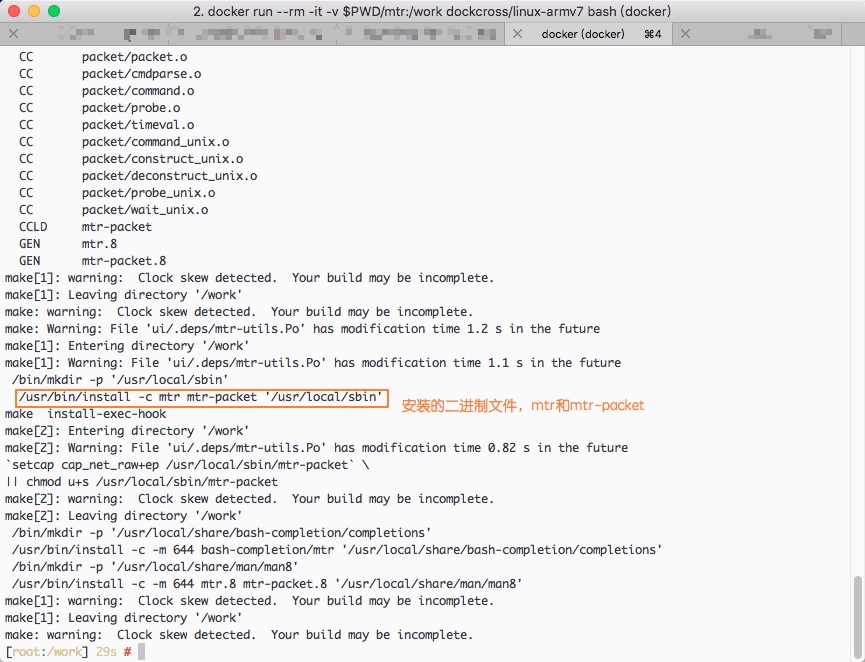 2. docker run --rm -it -v $PWD/mtr:/work dockcross/linux-armv7 bash (docker)
docker (docker) ⌘4
CC packet/packet.o
CC packet/cmdparse.o
CC packet/command.o
CC packet/probe.o
CC packet/timeval.o
CC packet/command_unix.o
CC packet/construct_unix.o
CC packet/deconstruct_unix.o
CC packet/probe_unix.o
CC packet/wait_unix.o
CCLD mtr-packet
GEN mtr.8
GEN mtr-packet.8
make[1]: warning:  Clock skew detected.  Your build may be incomplete.
make[1]: Leaving directory '/work'
make: warning:  Clock skew detected.  Your build may be incomplete.
make: Warning: File 'ui/.deps/mtr-utils.Po' has modification time 1.2 s in the future
make[1]: Entering directory '/work'
make[1]: Warning: File 'ui/.deps/mtr-utils.Po' has modification time 1.1 s in the future
/bin/mkdir -p '/usr/local/sbin'
/usr/bin/install -c mtr mtr-packet '/usr/local/sbin'
安装的二进制文件，mtr和mtr-packet
make  install-exec-hook
make[2]: Entering directory '/work'
make[2]: Warning: File 'ui/.deps/mtr-utils.Po' has modification time 0.82 s in the future
`setcap cap_net_raw+ep /usr/local/sbin/mtr-packet` \
|| chmod u+s /usr/local/sbin/mtr-packet
make[2]: warning:  Clock skew detected.  Your build may be incomplete.
make[2]: Leaving directory '/work'
/bin/mkdir -p '/usr/local/share/bash-completion/completions'
/usr/bin/install -c -m 644 bash-completion/mtr '/usr/local/share/bash-completion/completions'
/bin/mkdir -p '/usr/local/share/man/man8'
/usr/bin/install -c -m 644 mtr.8 mtr-packet.8 '/usr/local/share/man/man8'
make[1]: warning:  Clock skew detected.  Your build may be incomplete.
make[1]: Leaving directory '/work'
make: warning:  Clock skew detected.  Your build may be incomplete.
[root:/work] 29s #